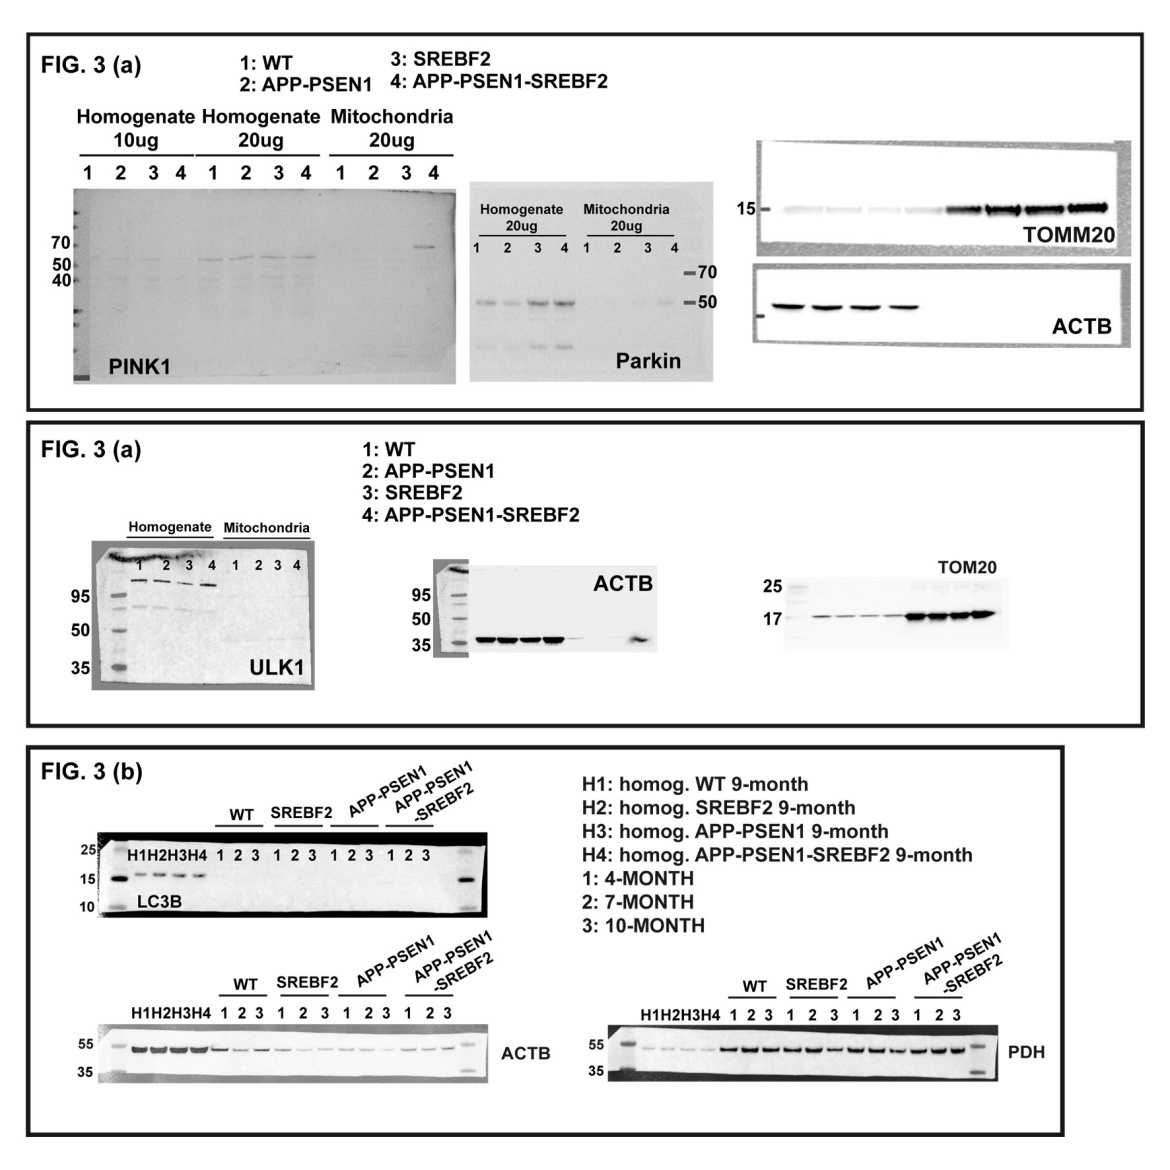 FIG. 3 (a)
1: WT
2: APP-PSEN1
3: SREBF2
4: APP-PSEN1-SREBF2
Homogenate Homogenate Mitochondria
10ug 20ug 20ug
1 2 3 4 1 2 3 4 1 2 3 4
70
50
40
PINK1
Homogenate Mitochondria
20ug 20ug
1 2 3 4 1 2 3 4
70
50
Parkin
15
TOMM20
ACTB
FIG. 3 (a)
1: WT
2: APP-PSEN1
3: SREBF2
4: APP-PSEN1-SREBF2
Homogenate Mitochondria
1 2 3 4 1 2 3 4
95
50
35
ULK1
ACTB
95
50
35
TOM20
25
17
FIG. 3 (b)
WT SREBF2 APP-PSEN1 APP-PSEN1
-SREBF2
25
H1H2H3H4 1 2 3 1 2 3 1 2 3 1 2 3
15
10
LC3B
H1: homog. WT 9-month
H2: homog. SREBF2 9-month
H3: homog. APP-PSEN1 9-month
H4: homog. APP-PSEN1-SREBF2 9-month
1: 4-MONTH
2: 7-MONTH
3: 10-MONTH
WT SREBF2 APP-PSEN1 APP-PSEN1
-SREBF2
H1H2H3H4 1 2 3 1 2 3 1 2 3 1 2 3
55
35
ACTB
WT SREBF2 APP-PSEN1 APP-PSEN1
-SREBF2
H1H2H3H4 1 2 3 1 2 3 1 2 3 1 2 3
55
35
PDH